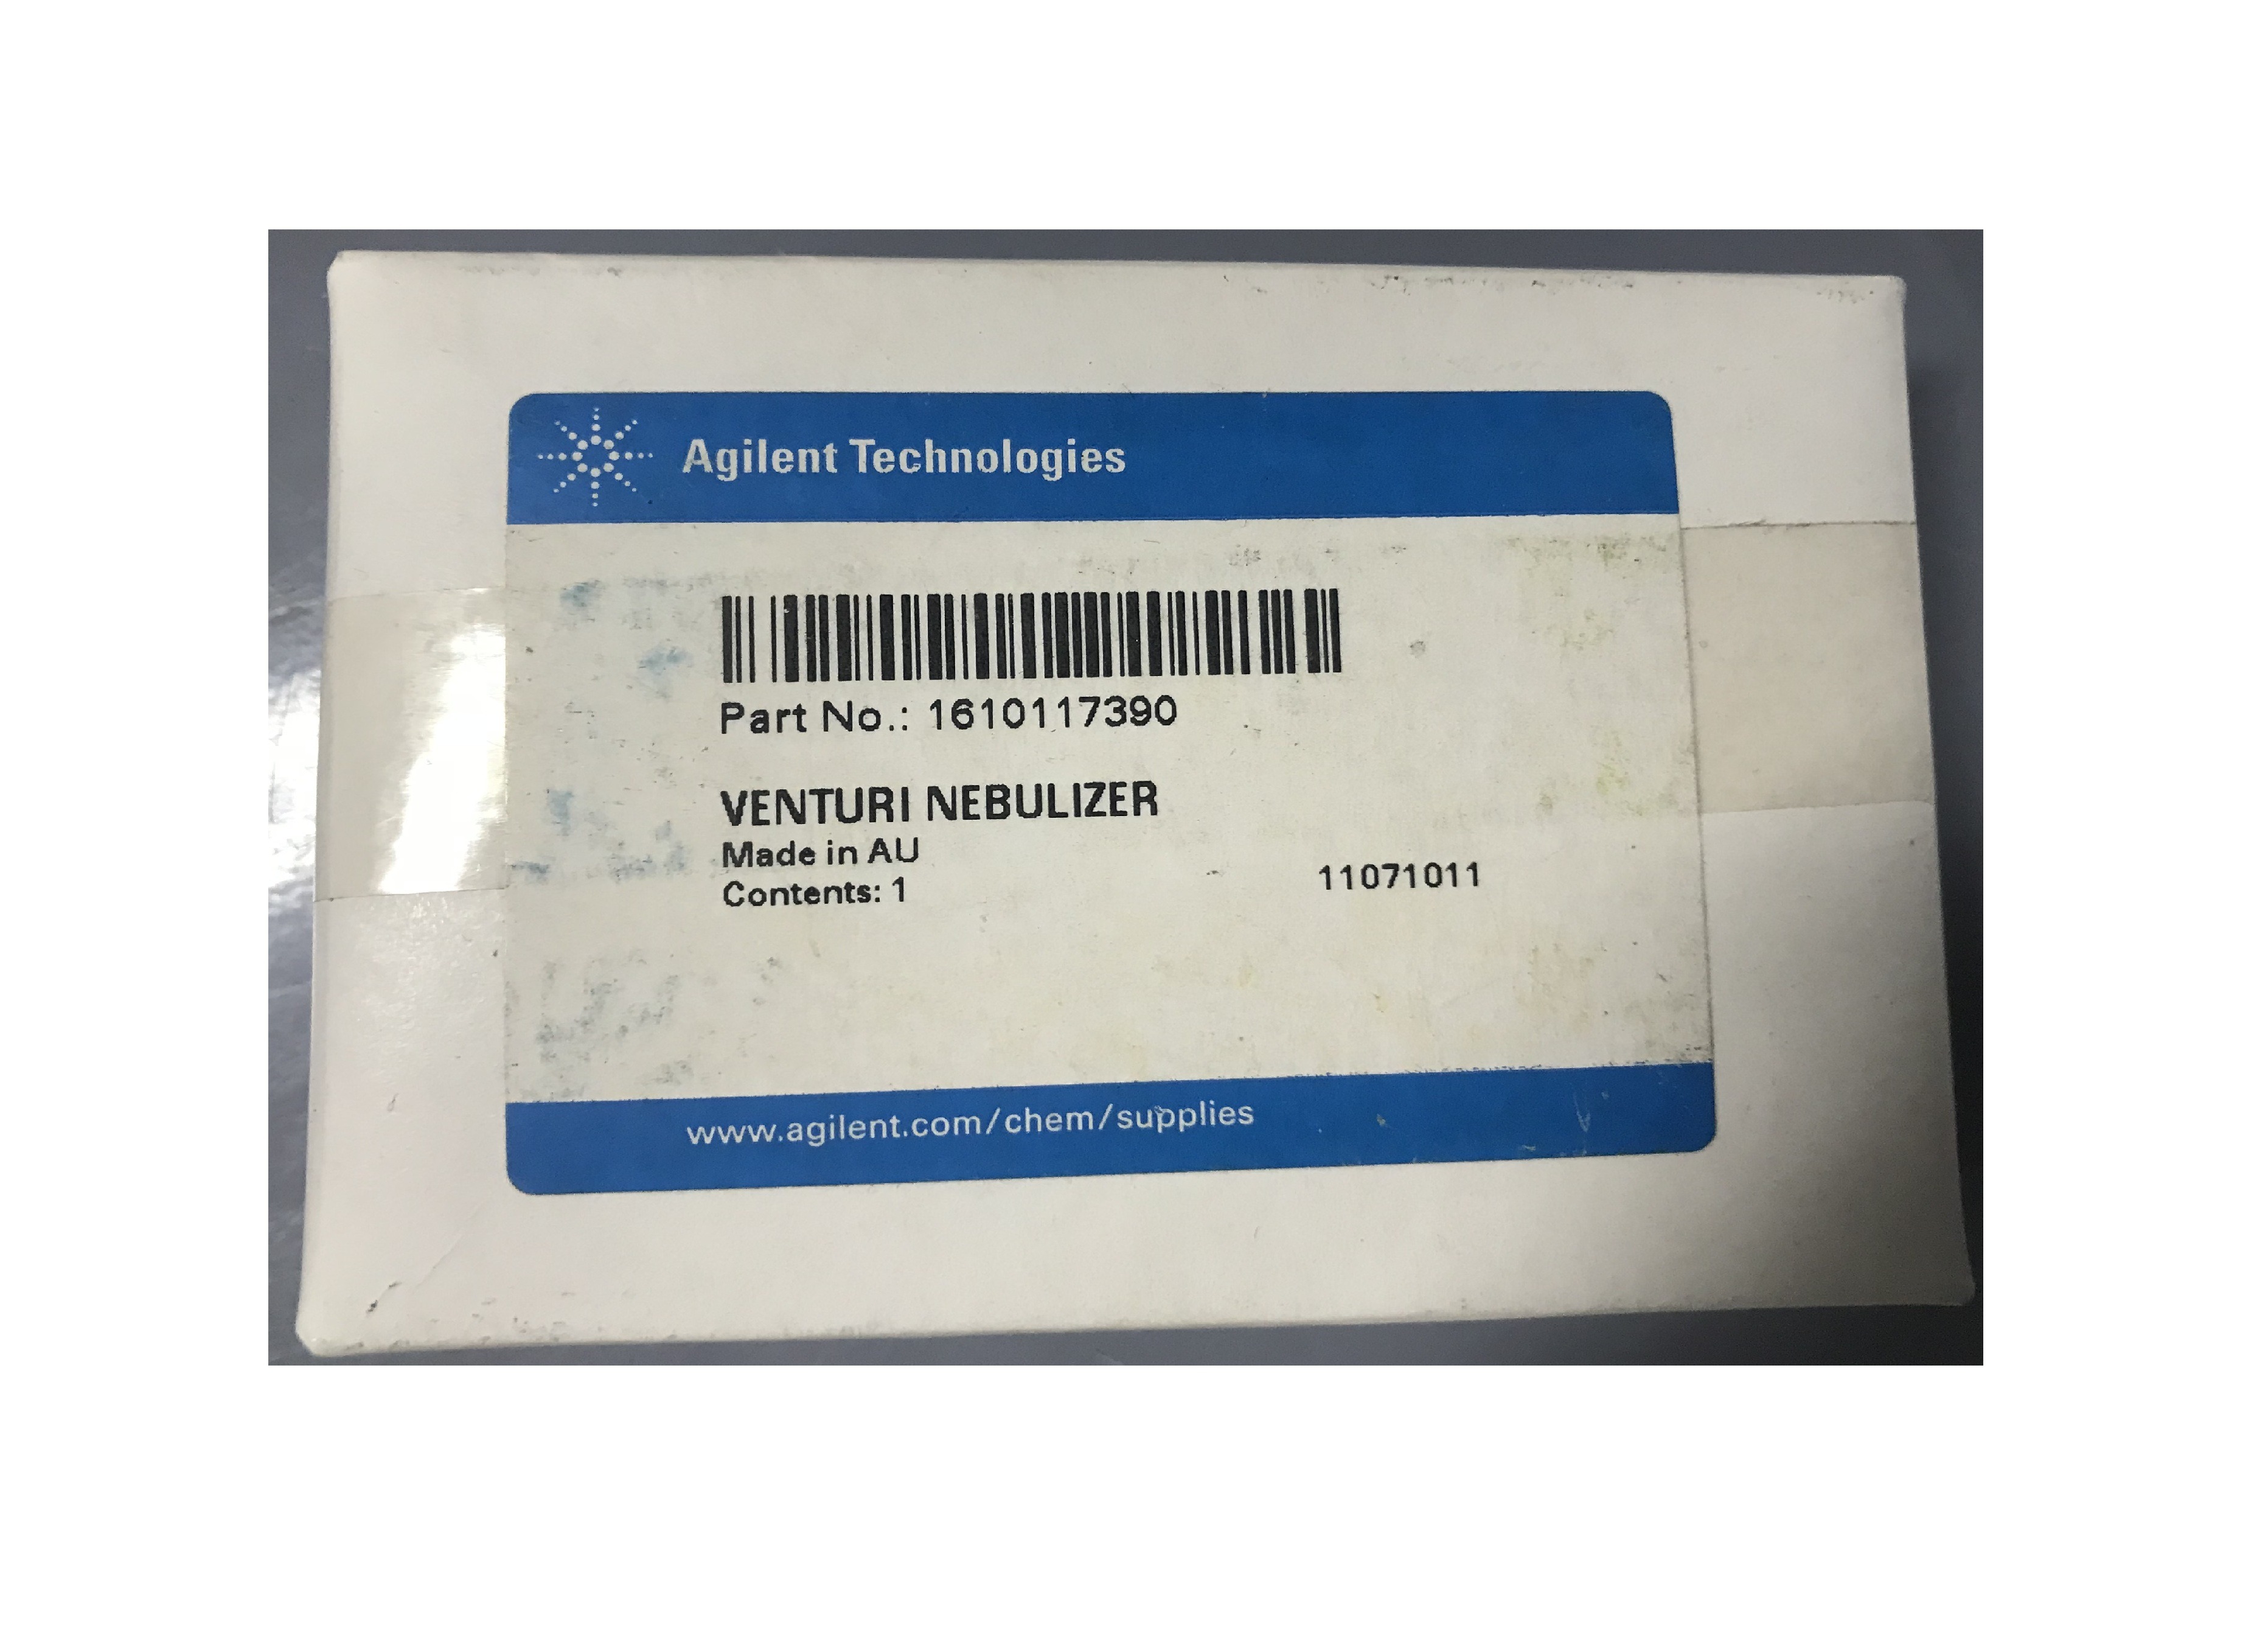 Agilent Technologies
Part No.: 1610117390
VENTURI NEBULIZER
Made in AU
Contents: 1
11071011
www.agilent.com/chem/supplies